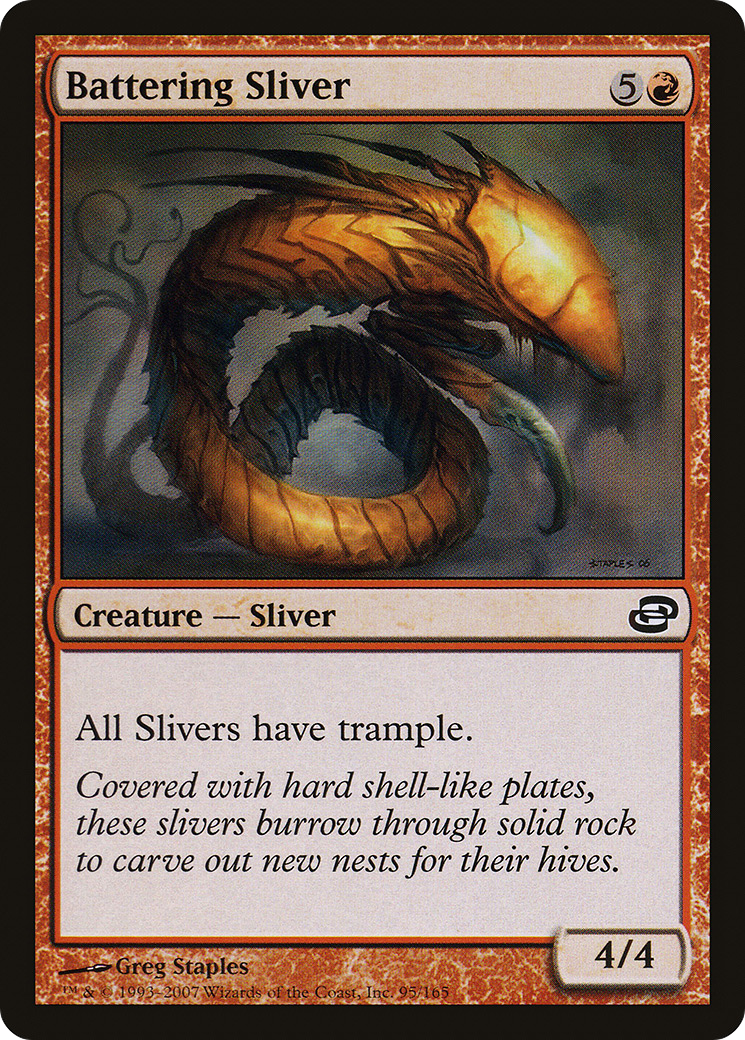 Battering Sliver
5
STAPLES 06
Creature — Sliver
All Slivers have trample.
Covered with hard shell-like plates,
these slivers burrow through solid rock
to carve out new nests for their hives.
4/4
Greg Staples
™ & © 1993–2007 Wizards of the Coast, Inc. 95/165